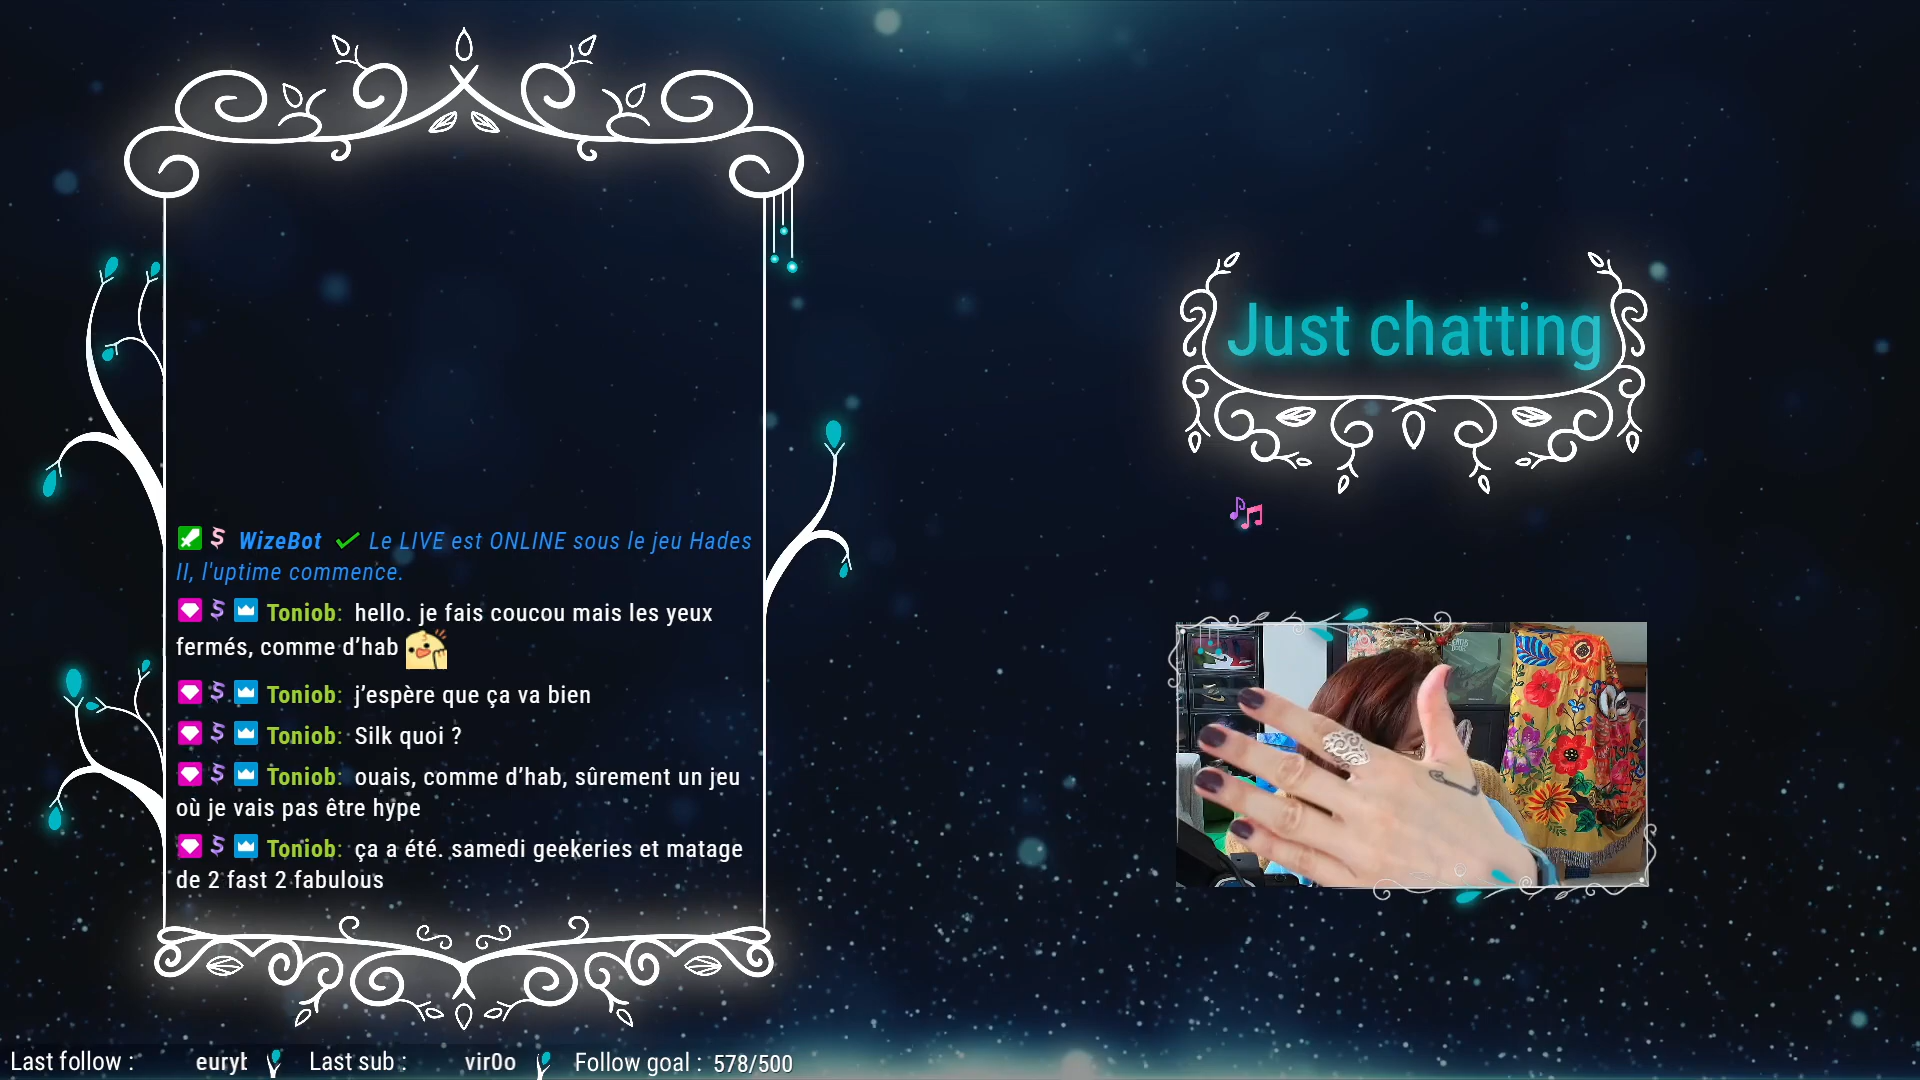 Just chatting
WizeBot Le LIVE est ONLINE sous le jeu Hades
II, l'uptime commence.
Toniob: hello. je fais coucou mais les yeux
fermés, comme d’hab
Toniob: j’espère que ça va bien
Toniob: Silk quoi ?
Toniob: ouais, comme d’hab, sûrement un jeu
où je vais pas être hype
Toniob: ça a été. samedi geekeries et matage
de 2 fast 2 fabulous
Last follow : euryt Last sub : vir0o Follow goal : 578/500